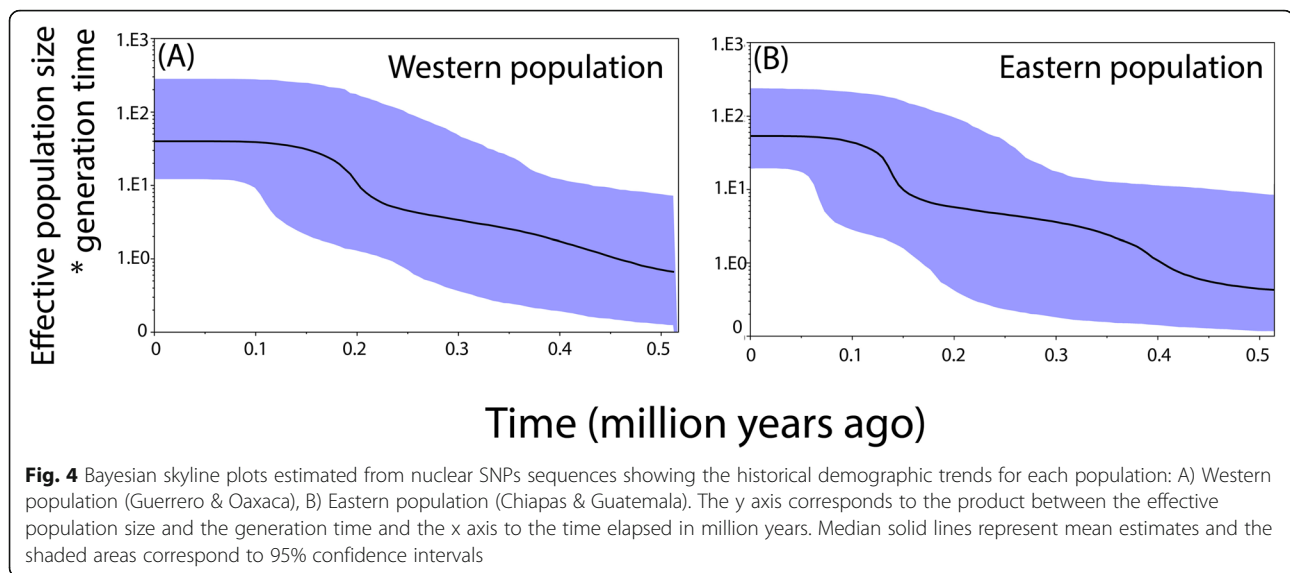 Effective population size
* generation time
1.E3
1.E2
1.E1
1.E0
0
(A)
Western population
0 0.1 0.2 0.3 0.4 0.5
1.E3
1.E2
1.E1
1.E0
0
(B)
Eastern population
0 0.1 0.2 0.3 0.4 0.5
Time (million years ago)
Fig. 4 Bayesian skyline plots estimated from nuclear SNPs sequences showing the historical demographic trends for each population: A) Western
population (Guerrero & Oaxaca), B) Eastern population (Chiapas & Guatemala). The y axis corresponds to the product between the effective
population size and the generation time and the x axis to the time elapsed in million years. Median solid lines represent mean estimates and the
shaded areas correspond to 95% confidence intervals